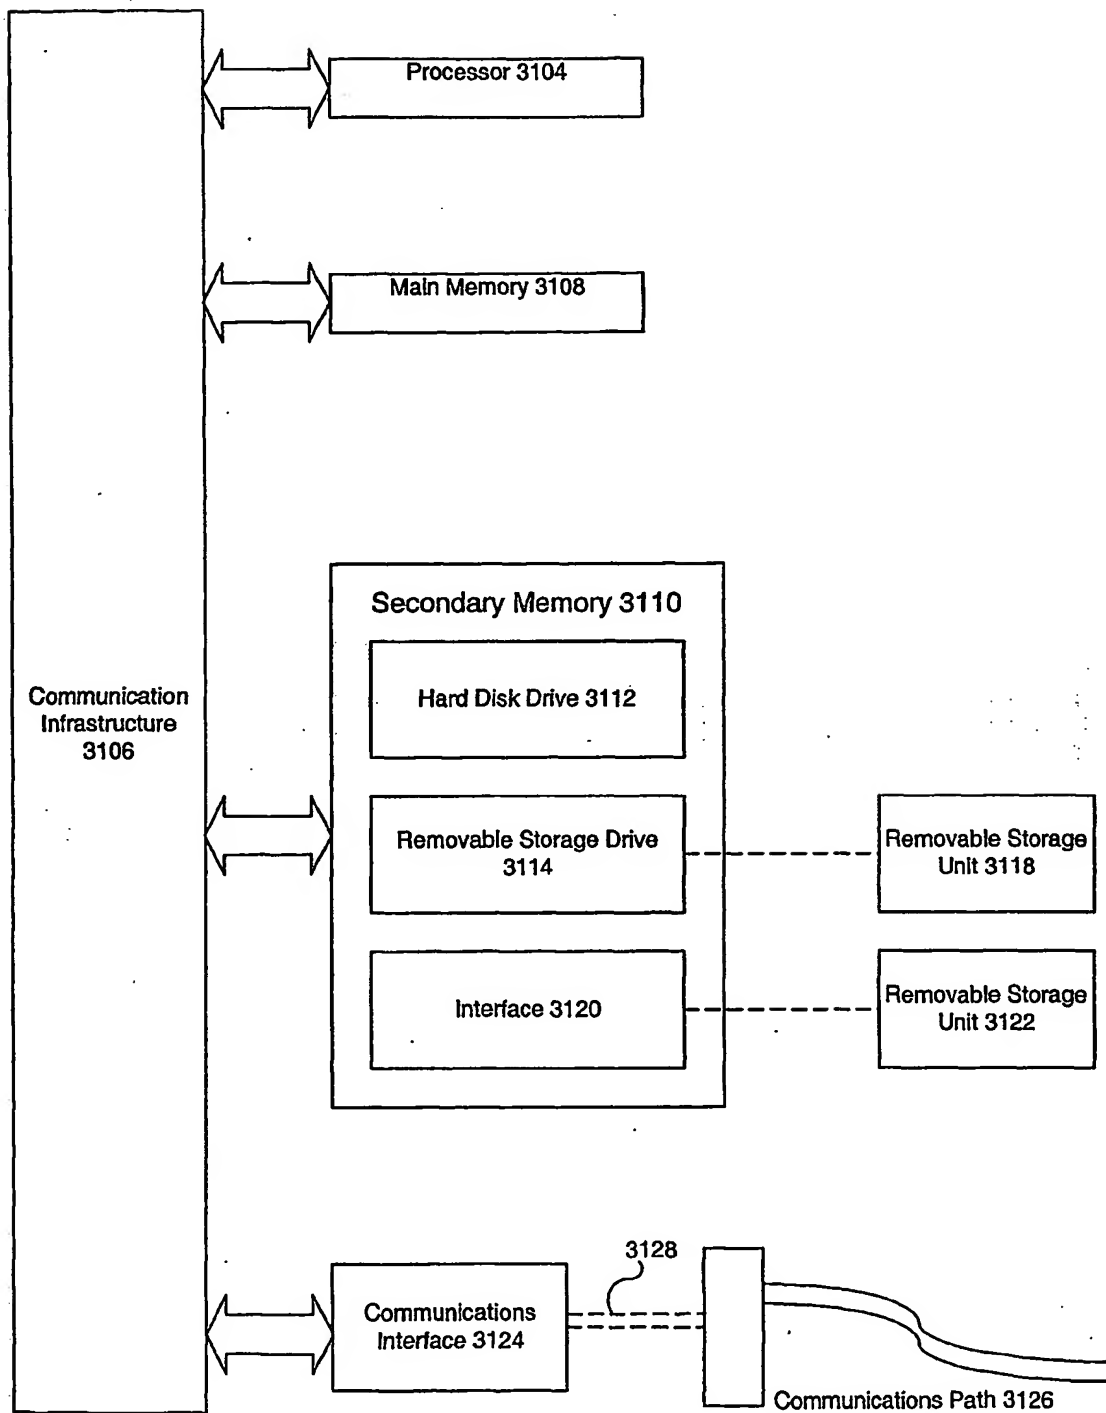 Processor 3104
Main Memory 3108
Secondary Memory 3110
Hard Disk Drive 3112
Communication
Infrastructure
3106
Removable Storage Drive
3114
Removable Storage
Unit 3118
Interface 3120
Removable Storage
Unit 3122
3128
Communications
Interface 3124
Communications Path 3126